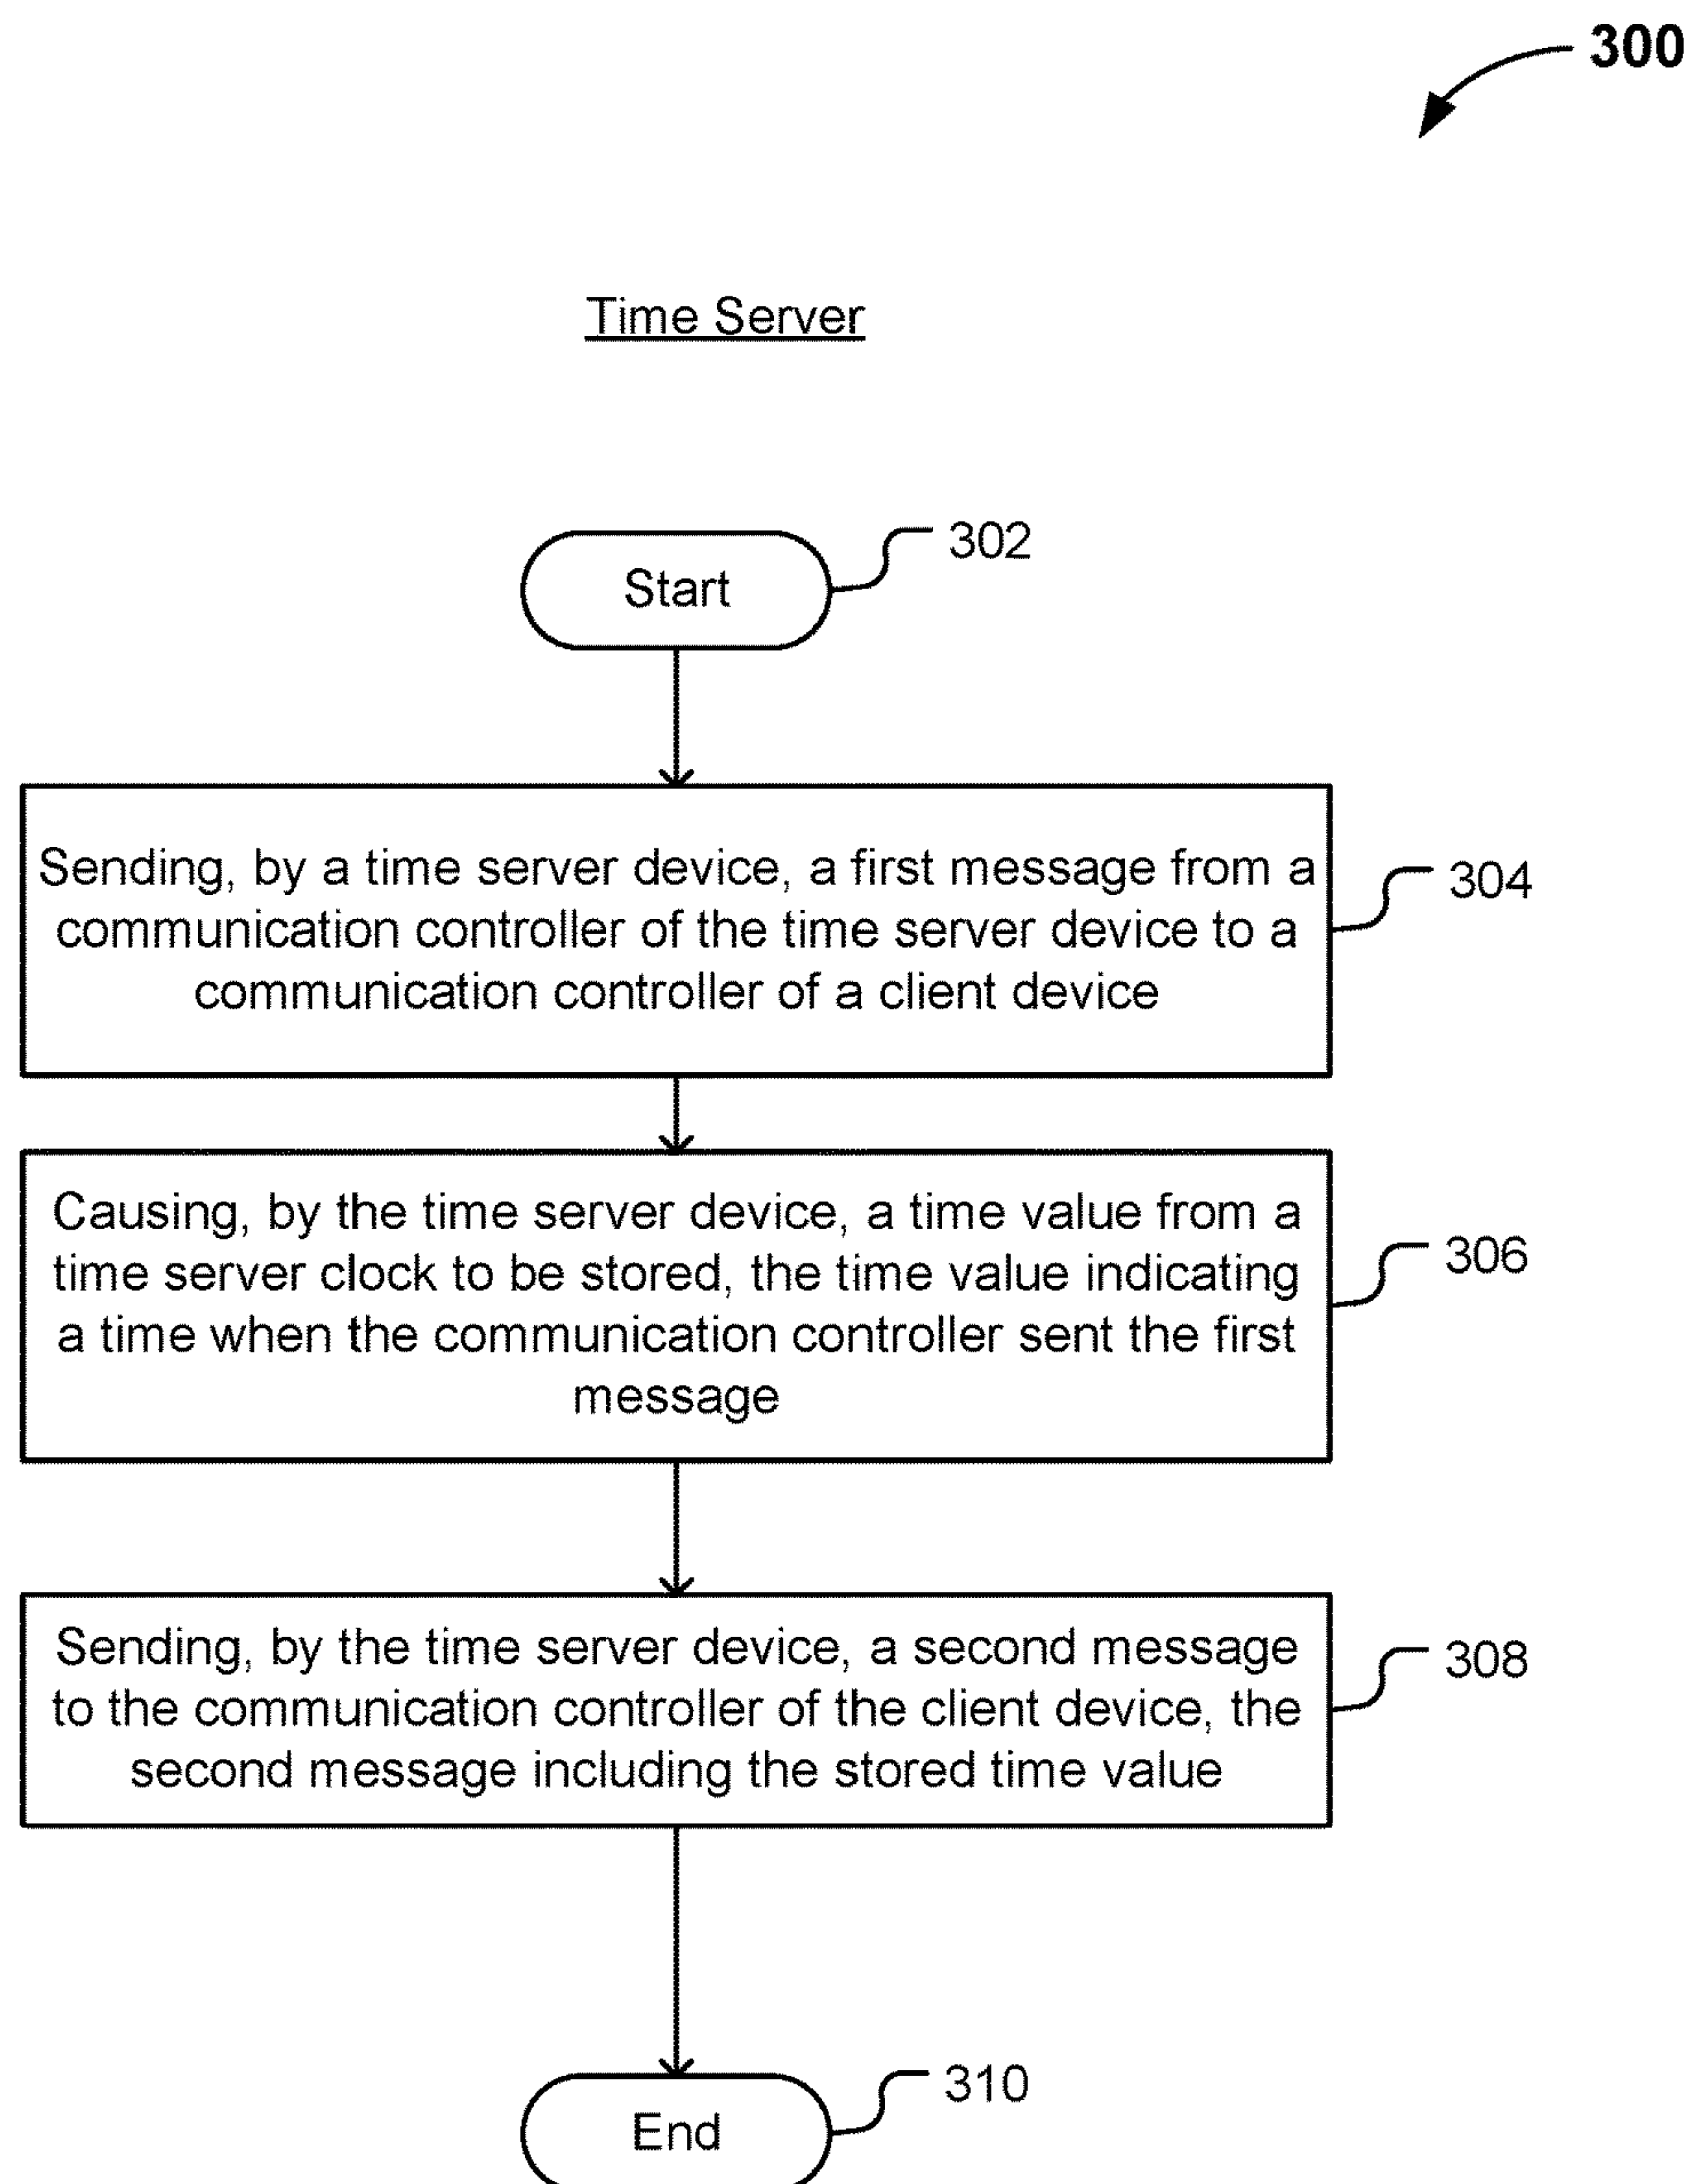 300
Time Server
Start
302
Sending, by a time server device, a first message from a
communication controller of the time server device to a
communication controller of a client device
304
Causing, by the time server device, a time value from a
time server clock to be stored, the time value indicating
a time when the communication controller sent the first
message
306
Sending, by the time server device, a second message
to the communication controller of the client device, the
second message including the stored time value
308
End
310